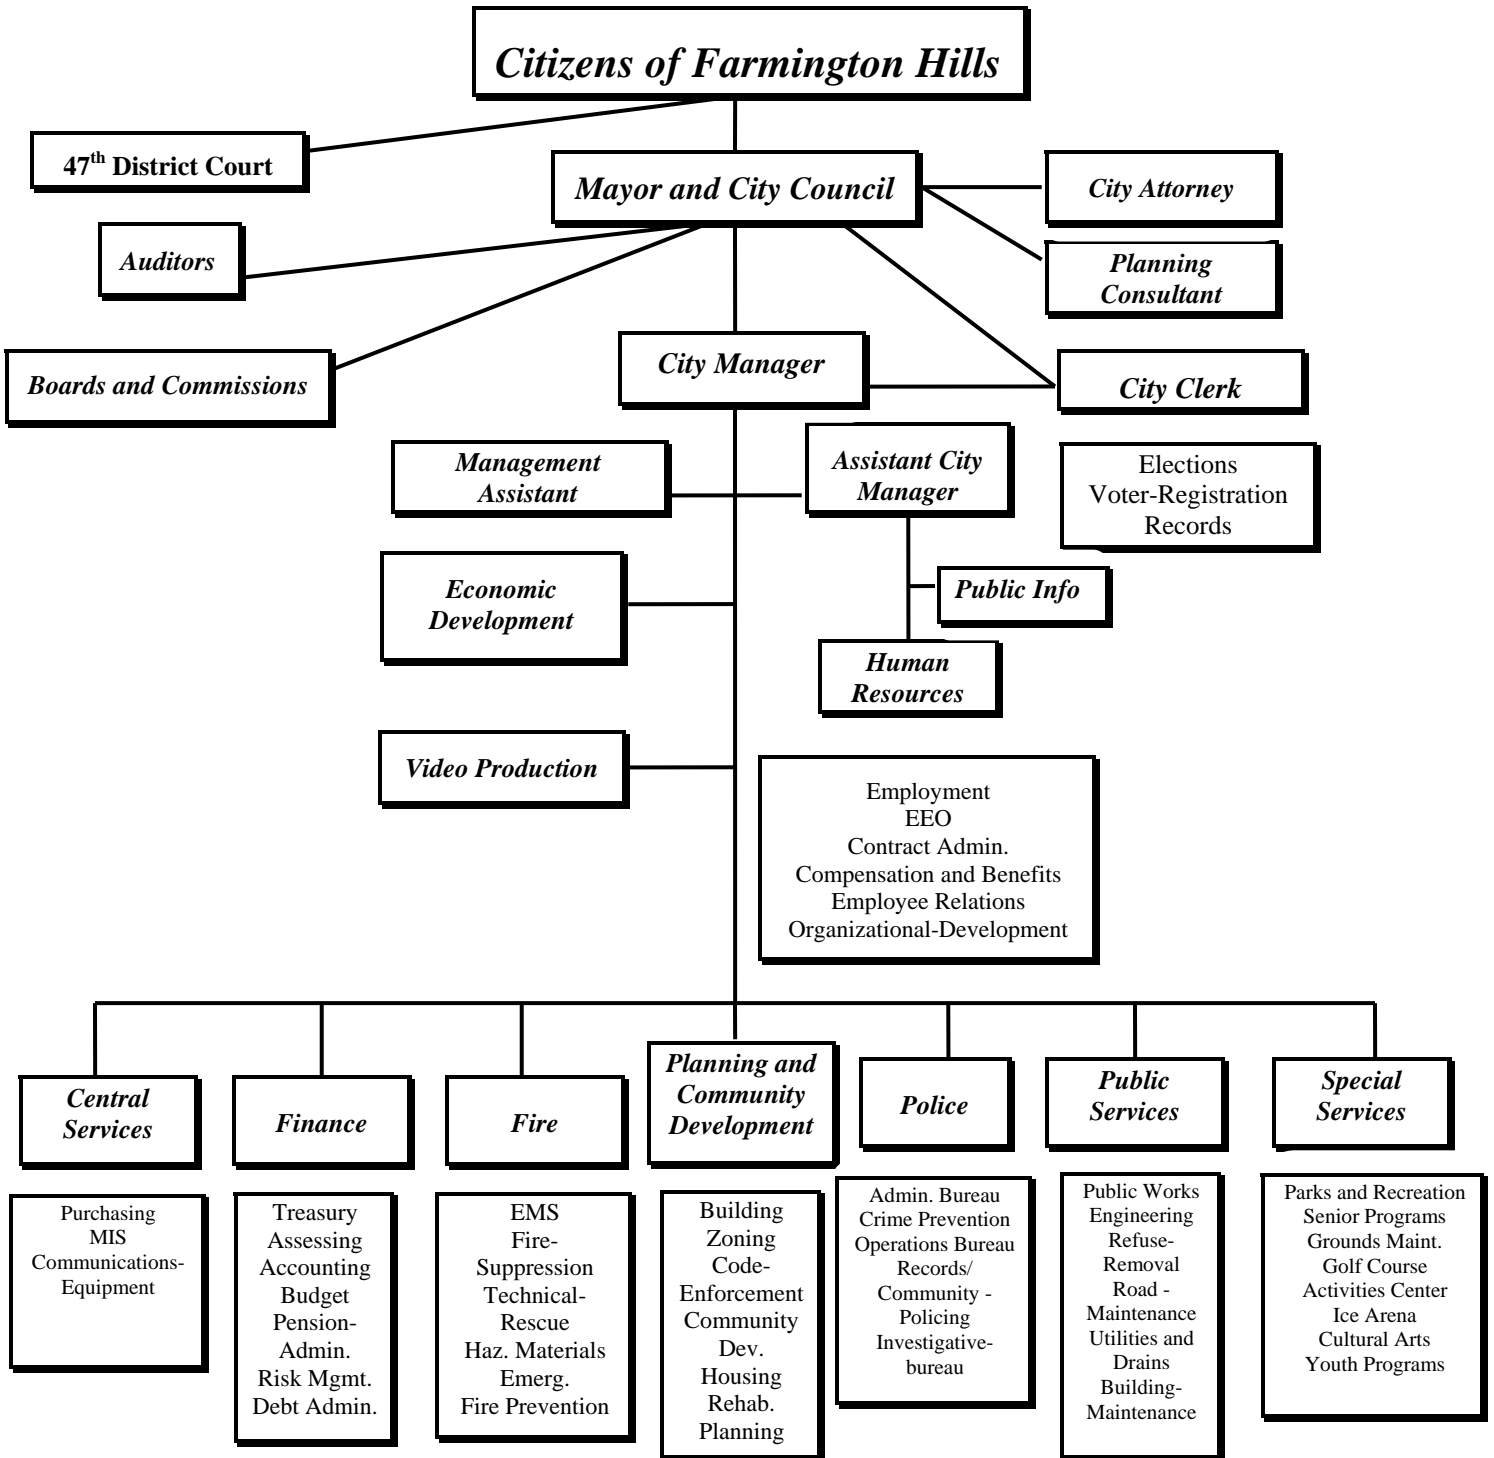 Citizens of Farmington Hills
47th District Court
Mayor and City Council
City Attorney
Auditors
Planning
Consultant
City Manager
Boards and Commissions
City Clerk
Management
Assistant
Assistant City
Manager
Elections
Voter-Registration
Records
Economic
Development
Public Info
Human
Resources
Video Production
Employment
EEO
Contract Admin.
Compensation and Benefits
Employee Relations
Organizational-Development
Central
Services
Finance
Fire
Planning and
Community
Development
Police
Public
Services
Special
Services
Purchasing
MIS
Communications-
Equipment
Treasury
Assessing
Accounting
Budget
Pension-
Admin.
Risk Mgmt.
Debt Admin.
EMS
Fire-
Suppression
Technical-
Rescue
Haz. Materials
Emerg.
Fire Prevention
Building
Zoning
Code-
Enforcement
Community
Dev.
Housing
Rehab.
Planning
Admin. Bureau
Crime Prevention
Operations Bureau
Records/
Community -
Policing
Investigative-
bureau
Public Works
Engineering
Refuse-
Removal
Road -
Maintenance
Utilities and
Drains
Building-
Maintenance
Parks and Recreation
Senior Programs
Grounds Maint.
Golf Course
Activities Center
Ice Arena
Cultural Arts
Youth Programs